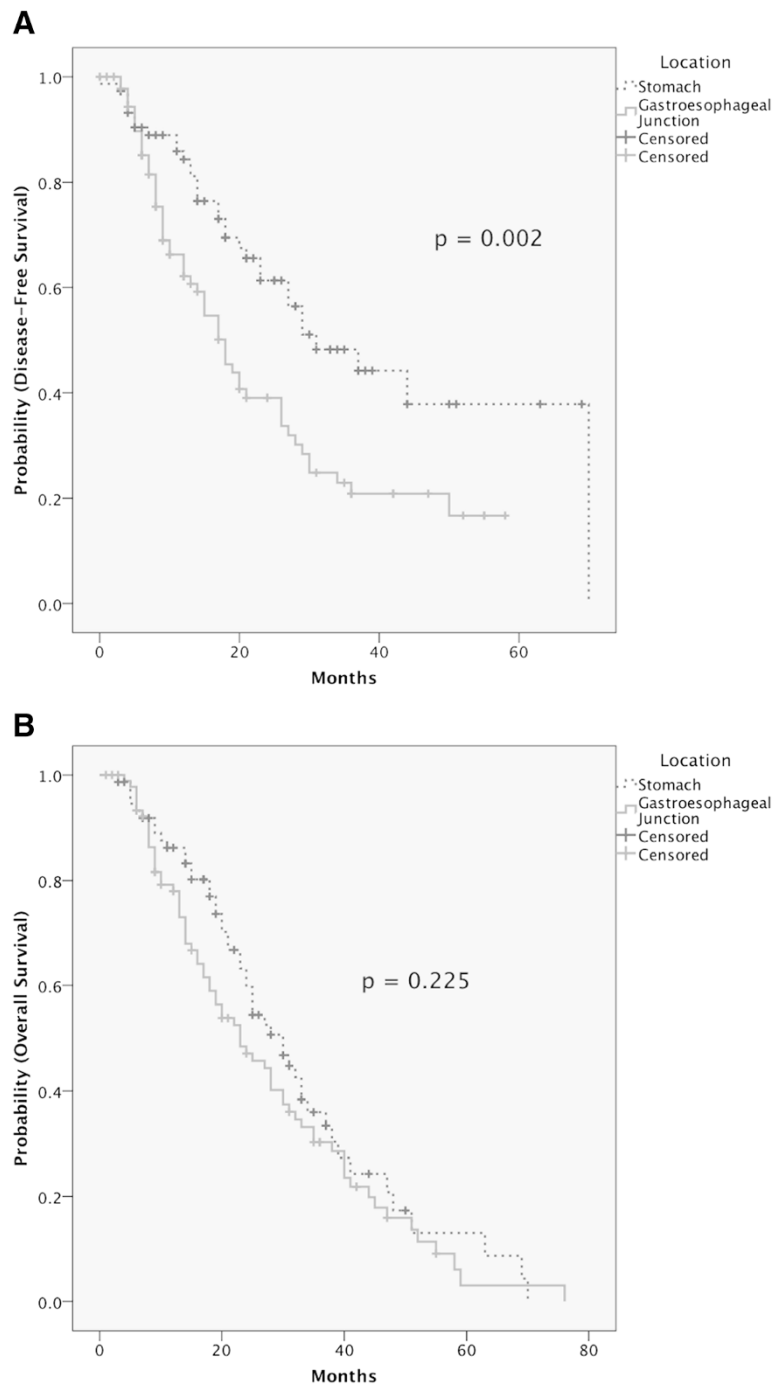 A
Location
Stomach
Gastroesophageal
Junction
Censored
Censored
1.0
0.8
0.6
0.4
0.2
0.0
p = 0.002
Probability (Disease-Free Survival)
0 20 40 60
Months
B
Location
Stomach
Gastroesophageal
Junction
Censored
Censored
1.0
0.8
0.6
0.4
0.2
0.0
p = 0.225
Probability (Overall Survival)
0 20 40 60 80
Months